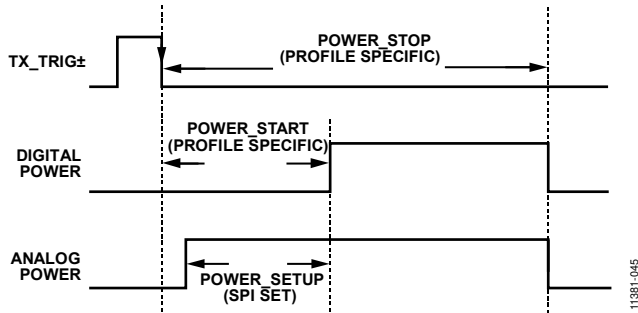 TX_TRIG±
POWER_STOP
(PROFILE SPECIFIC)
POWER_START
(PROFILE SPECIFIC)
DIGITAL
POWER
ANALOG
POWER
POWER_SETUP
(SPI SET)
11381-045